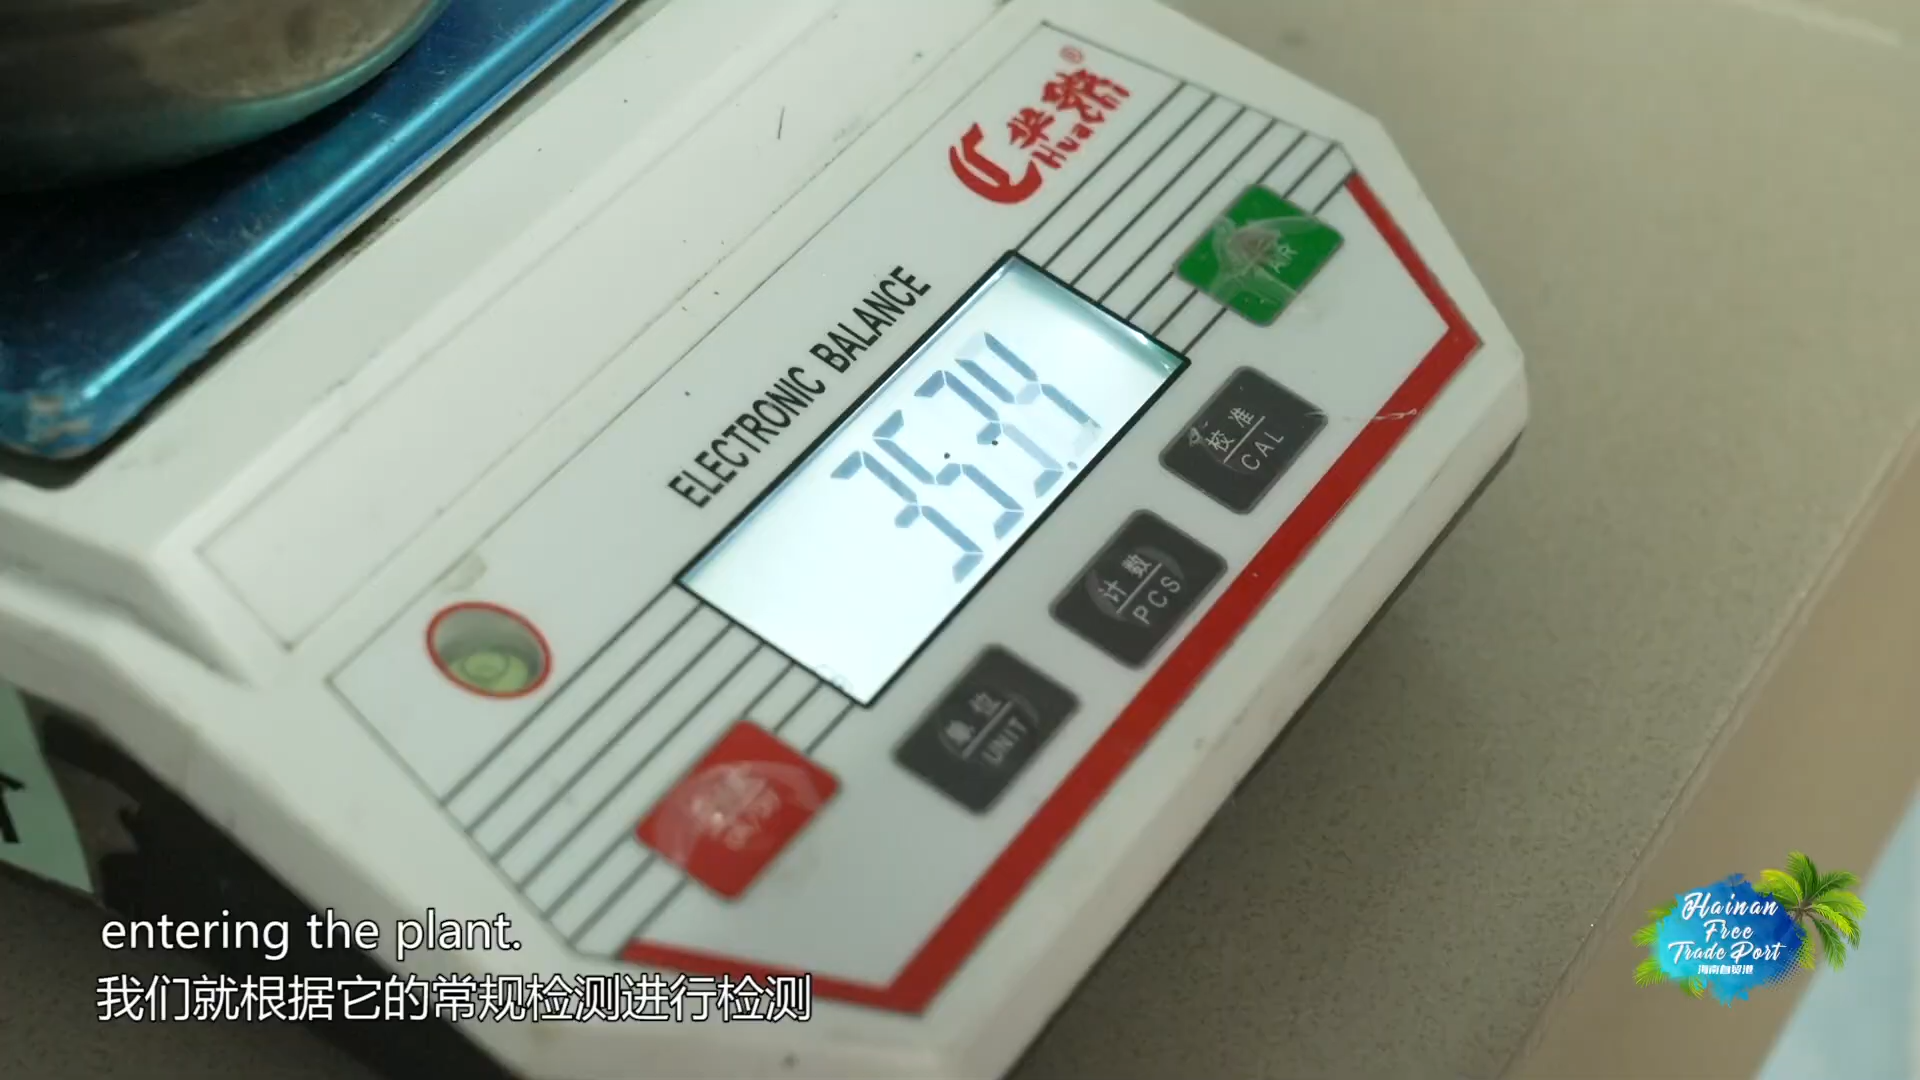 ELECTRONIC BALANCE
353.4
校准
CAL
计数
PCS
单位
UNIT
entering the plant.
我们就根据它的常规检测进行检测
Hainan
Free
Trade Port
海南自贸港